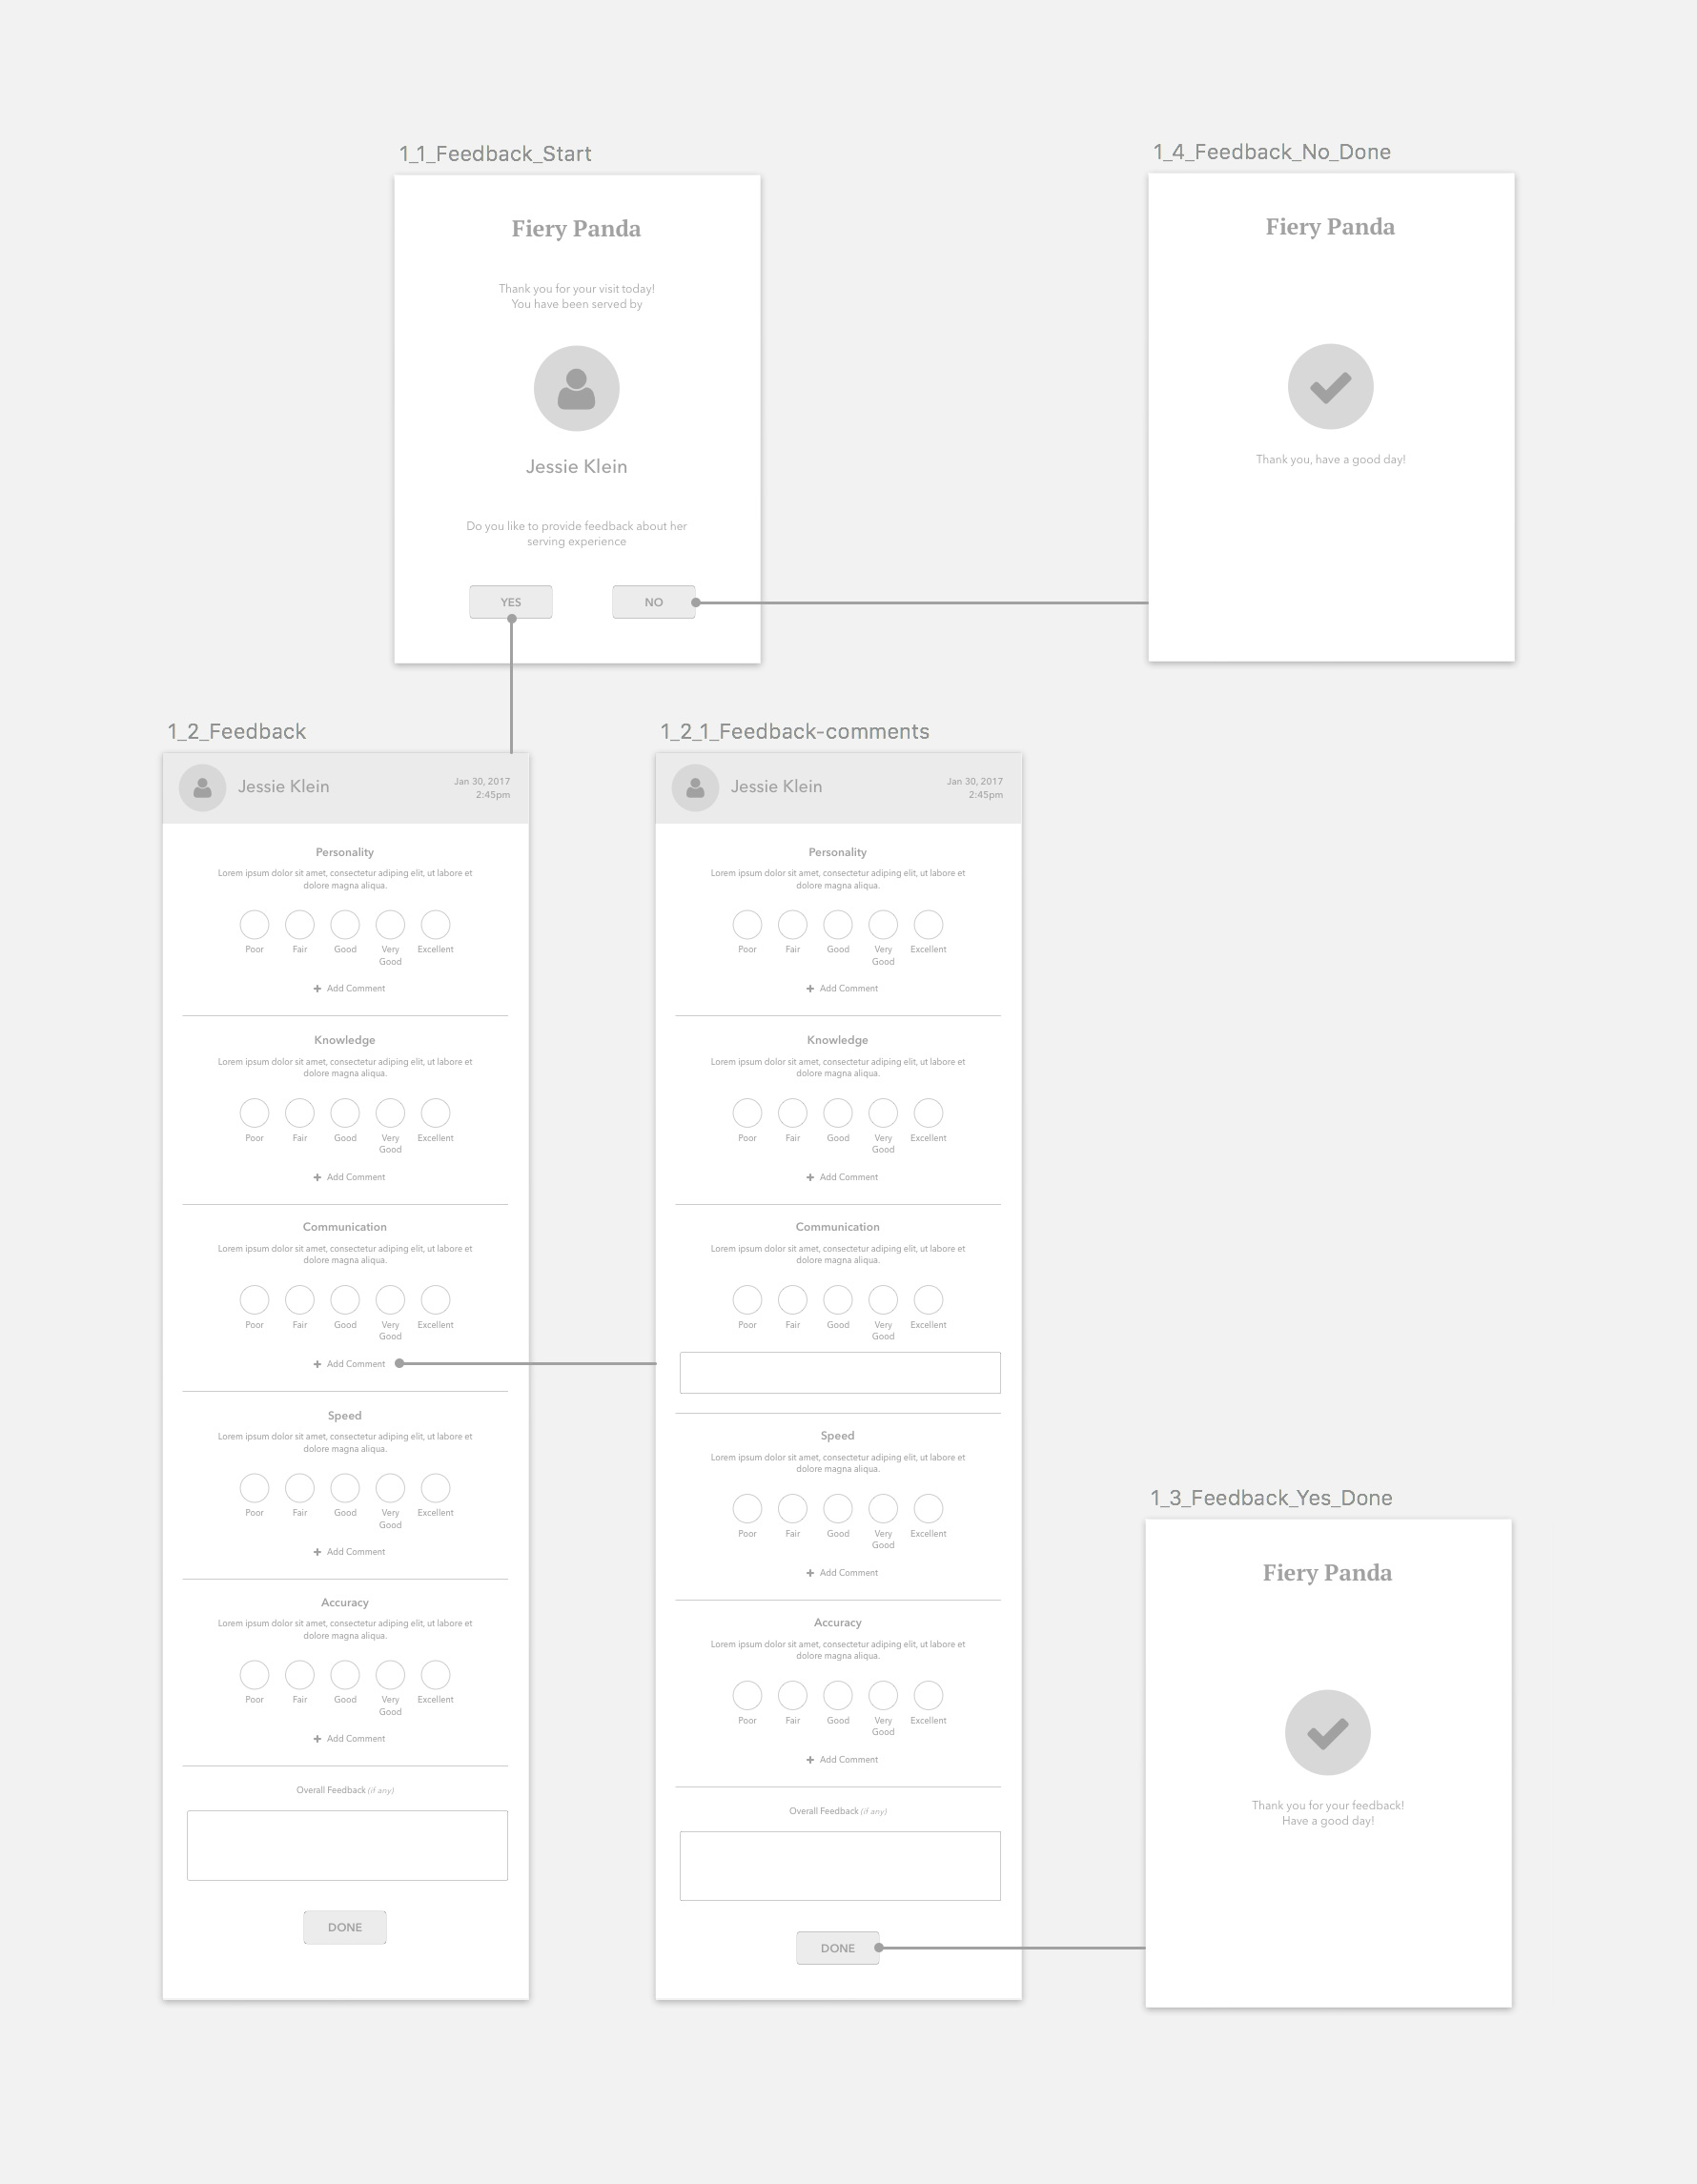 1_1_Feedback_Start
Fiery Panda
Thank you for your visit today!
You have been served by
Jessie Klein
Do you like to provide feedback about her
serving experience
YES
NO
1_4_Feedback_No_Done
Fiery Panda
Thank you, have a good day!
1_2_Feedback
Jessie Klein
Jan 30, 2017
2:45pm
Personality
Lorem ipsum dolor sit amet, consectetur adiping elit, ut labore et
dolore magna aliqua.
Poor Fair Good Very Excellent
Good
+ Add Comment
Knowledge
Lorem ipsum dolor sit amet, consectetur adiping elit, ut labore et
dolore magna aliqua.
Poor Fair Good Very Excellent
Good
+ Add Comment
Communication
Lorem ipsum dolor sit amet, consectetur adiping elit, ut labore et
dolore magna aliqua.
Poor Fair Good Very Excellent
Good
+ Add Comment
Speed
Lorem ipsum dolor sit amet, consectetur adiping elit, ut labore et
dolore magna aliqua.
Poor Fair Good Very Excellent
Good
+ Add Comment
Accuracy
Lorem ipsum dolor sit amet, consectetur adiping elit, ut labore et
dolore magna aliqua.
Poor Fair Good Very Excellent
Good
+ Add Comment
Overall Feedback (if any)
DONE
1_2_1_Feedback-comments
Jessie Klein
Jan 30, 2017
2:45pm
Personality
Lorem ipsum dolor sit amet, consectetur adiping elit, ut labore et
dolore magna aliqua.
Poor Fair Good Very Excellent
Good
+ Add Comment
Knowledge
Lorem ipsum dolor sit amet, consectetur adiping elit, ut labore et
dolore magna aliqua.
Poor Fair Good Very Excellent
Good
+ Add Comment
Communication
Lorem ipsum dolor sit amet, consectetur adiping elit, ut labore et
dolore magna aliqua.
Poor Fair Good Very Excellent
Good
Speed
Lorem ipsum dolor sit amet, consectetur adiping elit, ut labore et
dolore magna aliqua.
Poor Fair Good Very Excellent
Good
+ Add Comment
Accuracy
Lorem ipsum dolor sit amet, consectetur adiping elit, ut labore et
dolore magna aliqua.
Poor Fair Good Very Excellent
Good
+ Add Comment
Overall Feedback (if any)
DONE
1_3_Feedback_Yes_Done
Fiery Panda
Thank you for your feedback!
Have a good day!